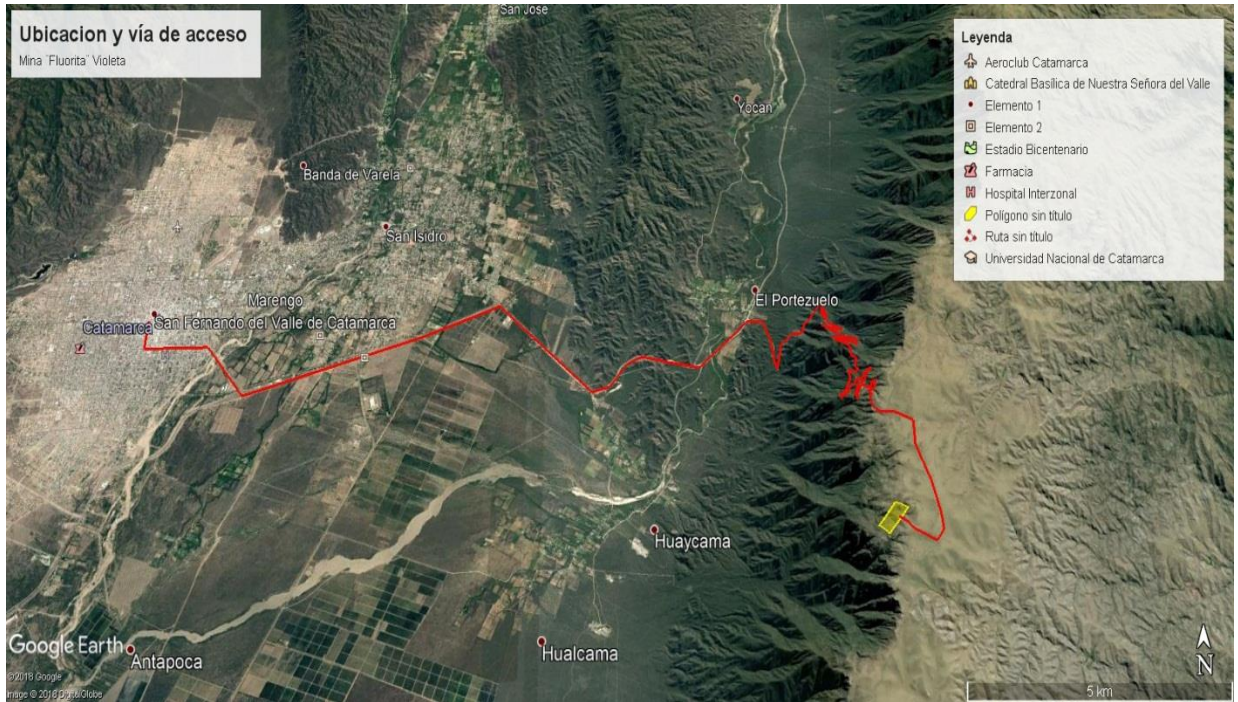 Ubicacion y vía de acceso
Mina ¨Fluorita¨ Violeta
San José
Leyenda
Aeroclub Catamarca
Catedral Basílica de Nuestra Señora del Valle
Elemento 1
Elemento 2
Estadio Bicentenario
Farmacia
Hospital Interzonal
Polígono sin título
Ruta sin título
Universidad Nacional de Catamarca
Yocan
Banda de Varela
San Isidro
El Portezuelo
Marengo
San Fernando del Valle de Catamarca
Catamarca
Huaycama
Hualcama
Antapoca
Google Earth
©2018 Google
Image © 2018 DigitalGlobe
N
5 km